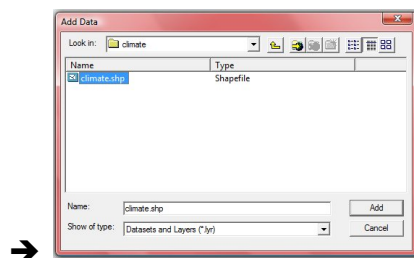 Add Data
Look in: climate
Name Type
climate.shp Shapefile
Name: climate.shp Add
Show of type: Datasets and Layers (*.lyr) Cancel